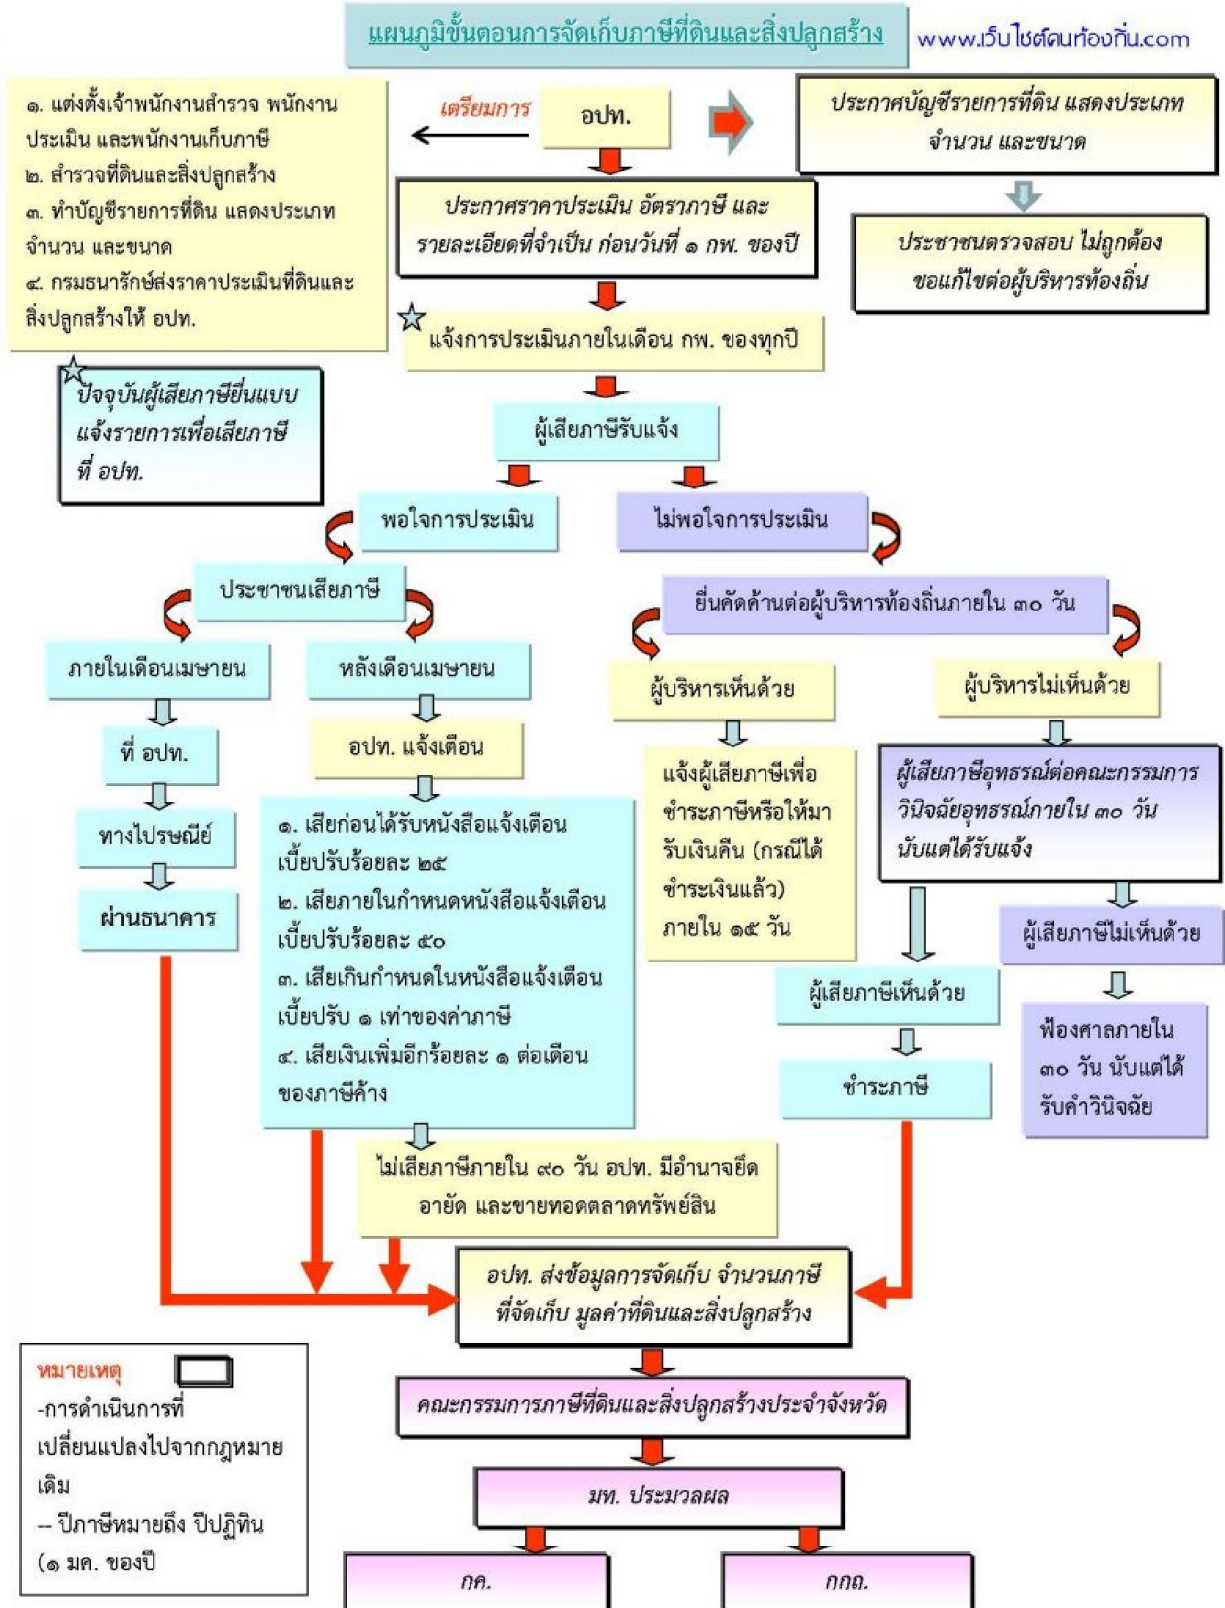 แผนภูมิขั้นตอนการจัดเก็บภาษีที่ดินและสิ่งปลูกสร้าง
www.เว็บไซต์คนท้องถิ่น.com
๑. แต่งตั้งเจ้าพนักงานสำรวจ พนักงาน
ประเมิน และพนักงานเก็บภาษี
๒. สำรวจที่ดินและสิ่งปลูกสร้าง
๓. ทำบัญชีรายการที่ดิน แสดงประเภท
จำนวน และขนาด
๔. กรมธนารักษ์ส่งราคาประเมินที่ดินและ
สิ่งปลูกสร้างให้ อปท.
เตรียมการ
อปท.
ประกาศบัญชีรายการที่ดิน แสดงประเภท
จำนวน และขนาด
ประกาศราคาประเมิน อัตราภาษี และ
รายละเอียดที่จำเป็น ก่อนวันที่ ๑ กพ. ของปี
ประชาชนตรวจสอบ ไม่ถูกต้อง
ขอแก้ไขต่อผู้บริหารท้องถิ่น
แจ้งการประเมินภายในเดือน กพ. ของทุกปี
ปัจจุบันผู้เสียภาษียื่นแบบ
แจ้งรายการเพื่อเสียภาษี
ที่ อปท.
ผู้เสียภาษีรับแจ้ง
พอใจการประเมิน
ไม่พอใจการประเมิน
ประชาชนเสียภาษี
ยื่นคัดค้านต่อผู้บริหารท้องถิ่นภายใน ๓๐ วัน
ภายในเดือนเมษายน
หลังเดือนเมษายน
ผู้บริหารเห็นด้วย
ผู้บริหารไม่เห็นด้วย
ที่ อปท.
ทางไปรษณีย์
ผ่านธนาคาร
อปท. แจ้งเตือน
๑. เสียก่อนได้รับหนังสือแจ้งเตือน
เบี้ยปรับร้อยละ ๒๕
๒. เสียภายในกำหนดหนังสือแจ้งเตือน
เบี้ยปรับร้อยละ ๕๐
๓. เสียเกินกำหนดในหนังสือแจ้งเตือน
เบี้ยปรับ ๑ เท่าของค่าภาษี
๔. เสียเงินเพิ่มอีกร้อยละ ๑ ต่อเดือน
ของภาษีค้าง
แจ้งผู้เสียภาษีเพื่อ
ชำระภาษีหรือให้มา
รับเงินคืน (กรณีได้
ชำระเงินแล้ว)
ภายใน ๑๕ วัน
ผู้เสียภาษีอุทธรณ์ต่อคณะกรรมการ
วินิจฉัยอุทธรณ์ภายใน ๓๐ วัน
นับแต่ได้รับแจ้ง
ผู้เสียภาษีไม่เห็นด้วย
ผู้เสียภาษีเห็นด้วย
ฟ้องศาลภายใน
๓๐ วัน นับแต่ได้
รับคำวินิจฉัย
ชำระภาษี
ไม่เสียภาษีภายใน ๙๐ วัน อปท. มีอำนาจยึด
อายัด และขายทอดตลาดทรัพย์สิน
อปท. ส่งข้อมูลการจัดเก็บ จำนวนภาษี
ที่จัดเก็บ มูลค่าที่ดินและสิ่งปลูกสร้าง
คณะกรรมการภาษีที่ดินและสิ่งปลูกสร้างประจำจังหวัด
มท. ประมวลผล
กค.
กกถ.
หมายเหตุ
-การดำเนินการที่
เปลี่ยนแปลงไปจากกฎหมาย
เดิม
-- ปีภาษีหมายถึง ปีปฏิทิน
(๑ มค. ของปี